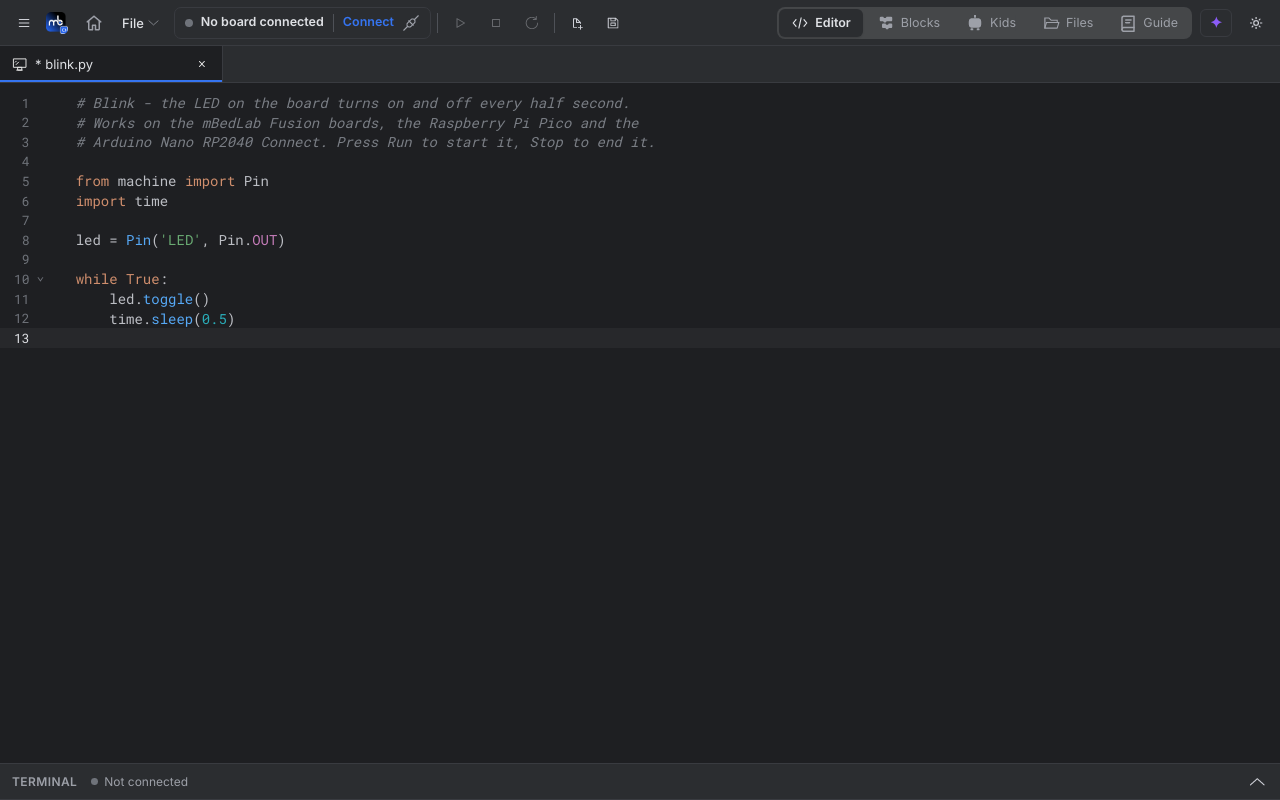 File
No board connected
Connect
Editor
Blocks
Kids
Files
Guide
* blink.py
1 # Blink - the LED on the board turns on and off every half second.
2 # Works on the mBedLab Fusion boards, the Raspberry Pi Pico and the
3 # Arduino Nano RP2040 Connect. Press Run to start it, Stop to end it.
4
5 from machine import Pin
6 import time
7
8 led = Pin('LED', Pin.OUT)
9
10 while True:
11     led.toggle()
12     time.sleep(0.5)
13
TERMINAL
Not connected